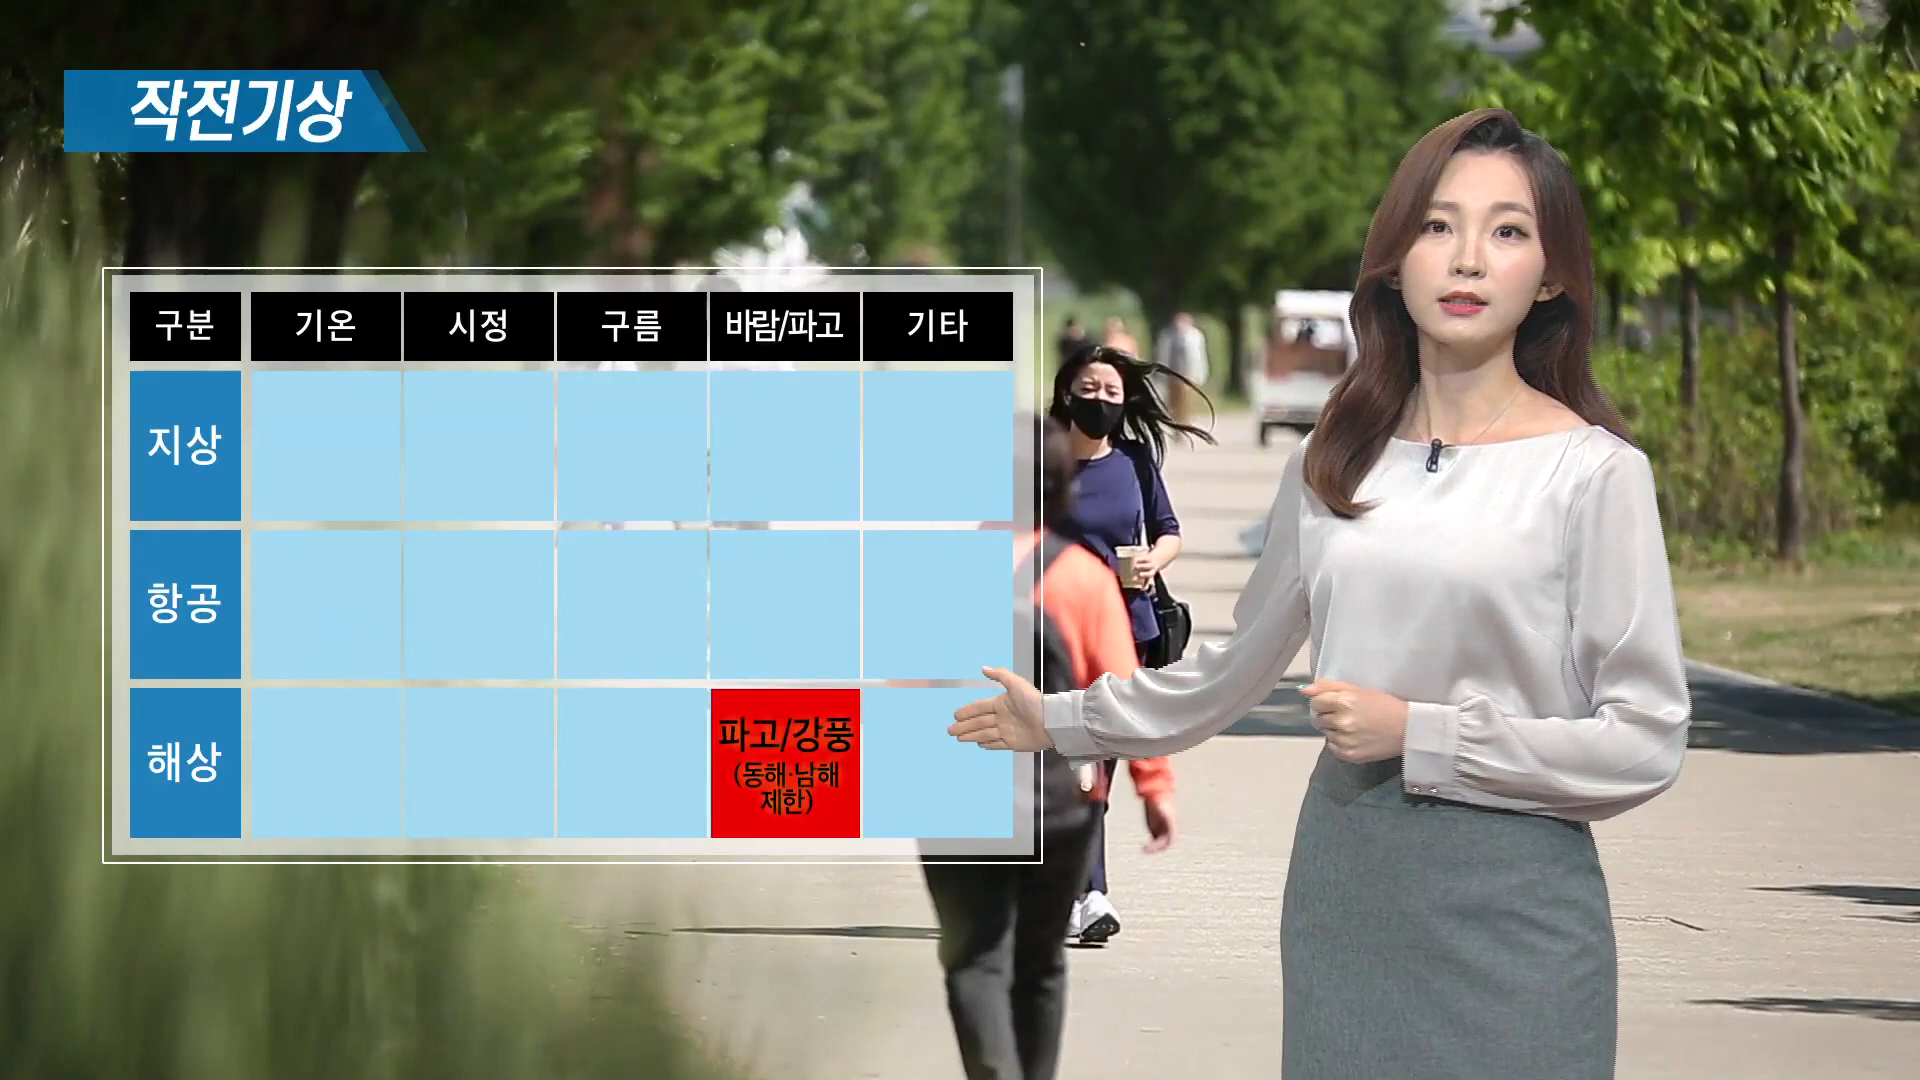 작전기상
구분 기온 시정 구름 바람/파고 기타
지상
항공
해상
파고/강풍
(동해·남해
제한)